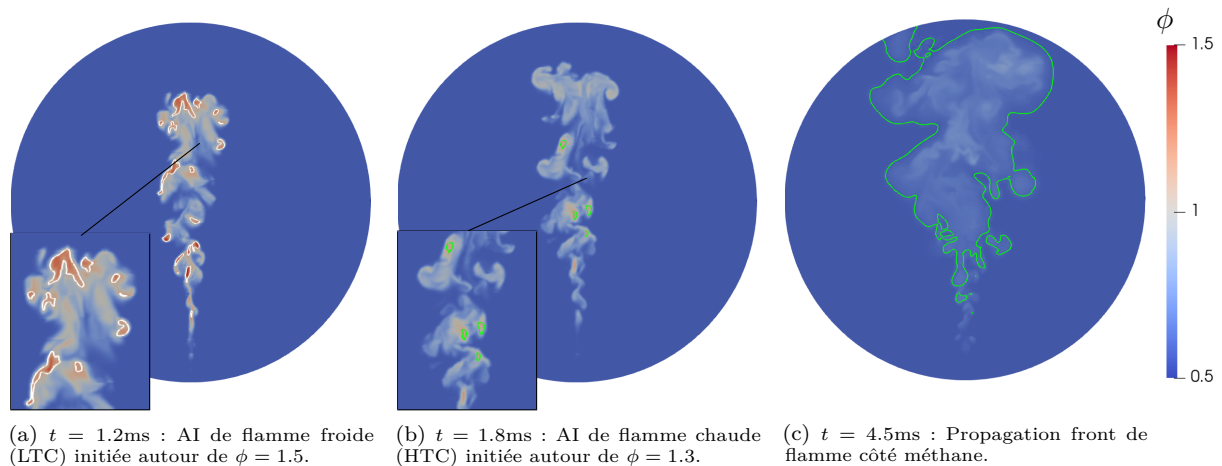 ϕ
1.5
1
0.5
(a) t = 1.2ms : AI de flamme froide
(LTC) initiée autour de ϕ = 1.5.
(b) t = 1.8ms : AI de flamme chaude
(HTC) initiée autour de ϕ = 1.3.
(c) t = 4.5ms : Propagation front de
flamme côté méthane.